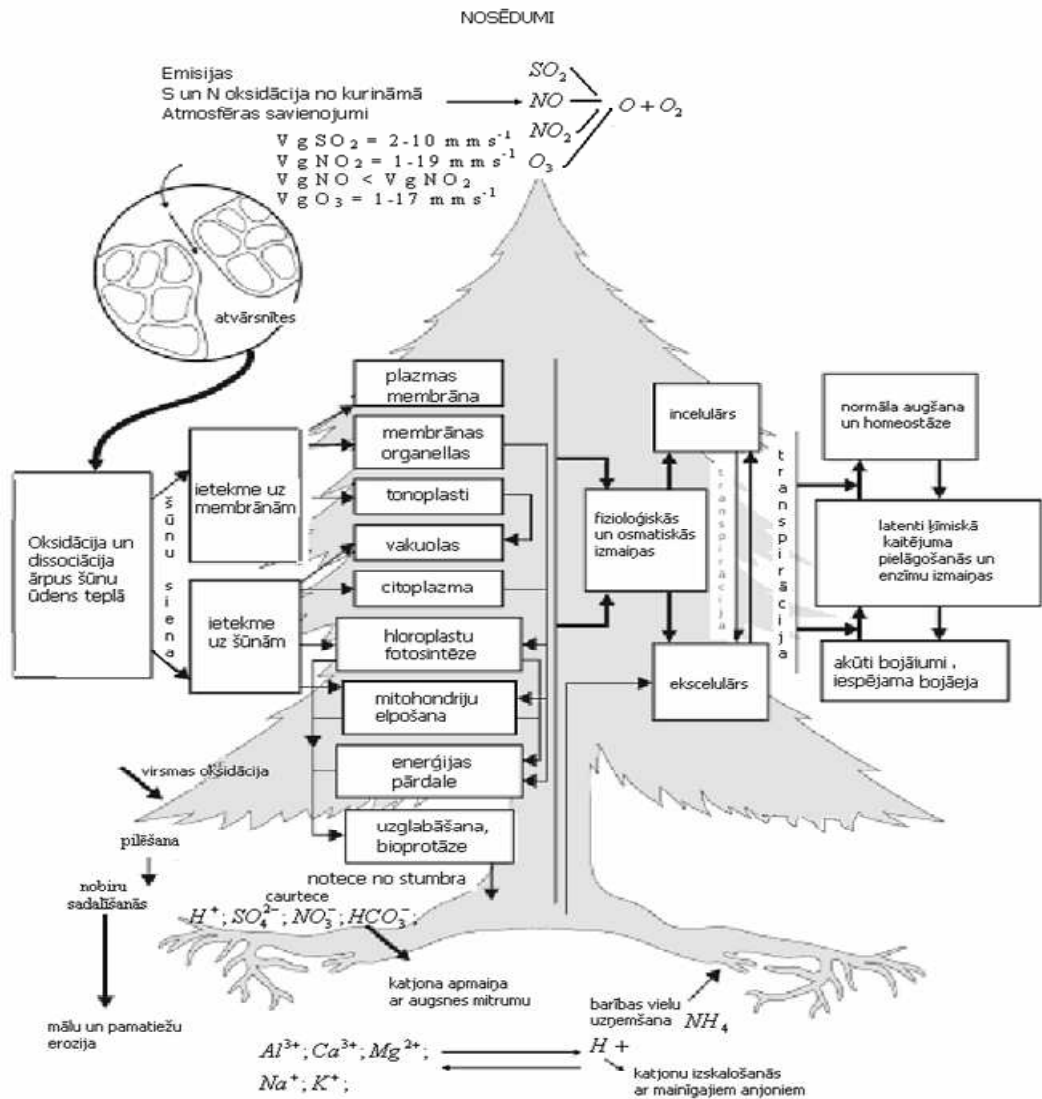 NOSĒDUMI
Emisijas
S un N oksidācija no kurināmā
Atmosfēras savienojumi
SO₂
NO
NO₂
O₃
O + O₂
V g SO₂ = 2-10 mm s⁻¹
V g NO₂ = 1-19 mm s⁻¹
V g NO < V g NO₂
V g O₃ = 1-17 mm s⁻¹
atvārsnītes
Oksidācija un
dissociācija
ārpus šūnu
ūdens teplā
šūnu siena
ietekme uz
membrānām
ietekme
uz šūnām
plazmas
membrāna
membrānas
organellas
tonoplasti
vakuolas
citoplazma
hloroplastu
fotosintēze
mitohondriju
elpošana
enerģijas
pārdale
uzglabāšana,
bioprotāze
fizioloģiskās
un osmatiskās
izmaiņas
incelulārs
ekscelulārs
transpirācija
transpirācija
normāla augšana
un homeostāze
latenti ķīmiskā
kaitējuma
pielāgošanās un
enzīmu izmaiņas
akūti bojāiumi ,
iespējama bojāeja
virsmas oksidācija
pilēšana
nobiru
sadalīšanās
mālu un pamatiežu
erozija
notece no stumbra
caurtece
H⁺; SO₄²⁻; NO₃⁻; HCO₃⁻;
katjona apmaiņa
ar augsnes mitrumu
barības vielu
uzņemšana NH₄
Al³⁺; Ca³⁺; Mg²⁺;
Na⁺; K⁺;
H +
katjonu izskalošanās
ar mainīgajiem anjoniem